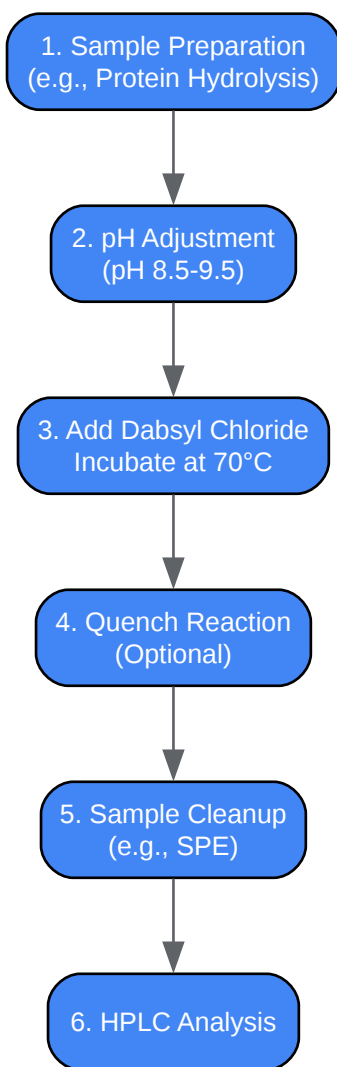 1. Sample Preparation
(e.g., Protein Hydrolysis)
2. pH Adjustment
(pH 8.5-9.5)
3. Add Dabsyl Chloride
Incubate at 70°C
4. Quench Reaction
(Optional)
5. Sample Cleanup
(e.g., SPE)
6. HPLC Analysis